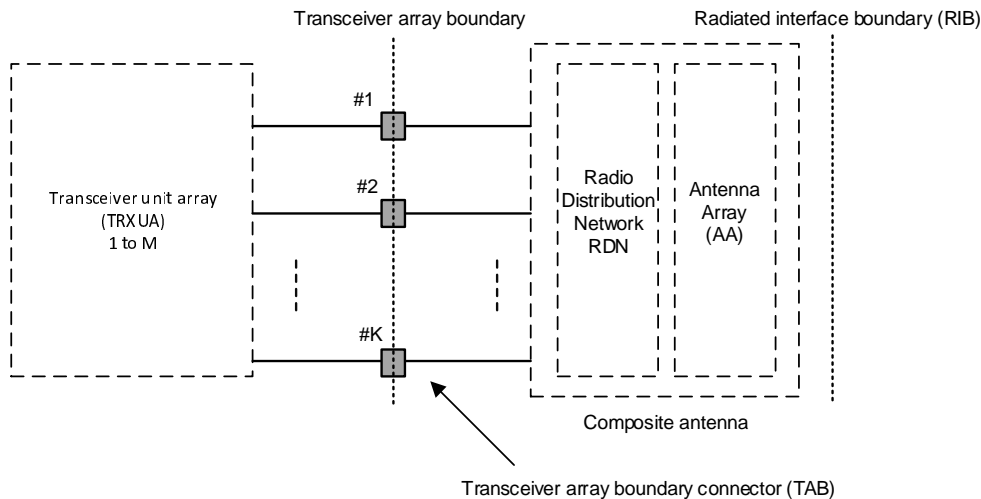 Transceiver array boundary
Radiated interface boundary (RIB)
#1
#2
#K
Transceiver unit array
(TRXUA)
1 to M
Radio
Distribution
Network
RDN
Antenna
Array
(AA)
Composite antenna
Transceiver array boundary connector (TAB)